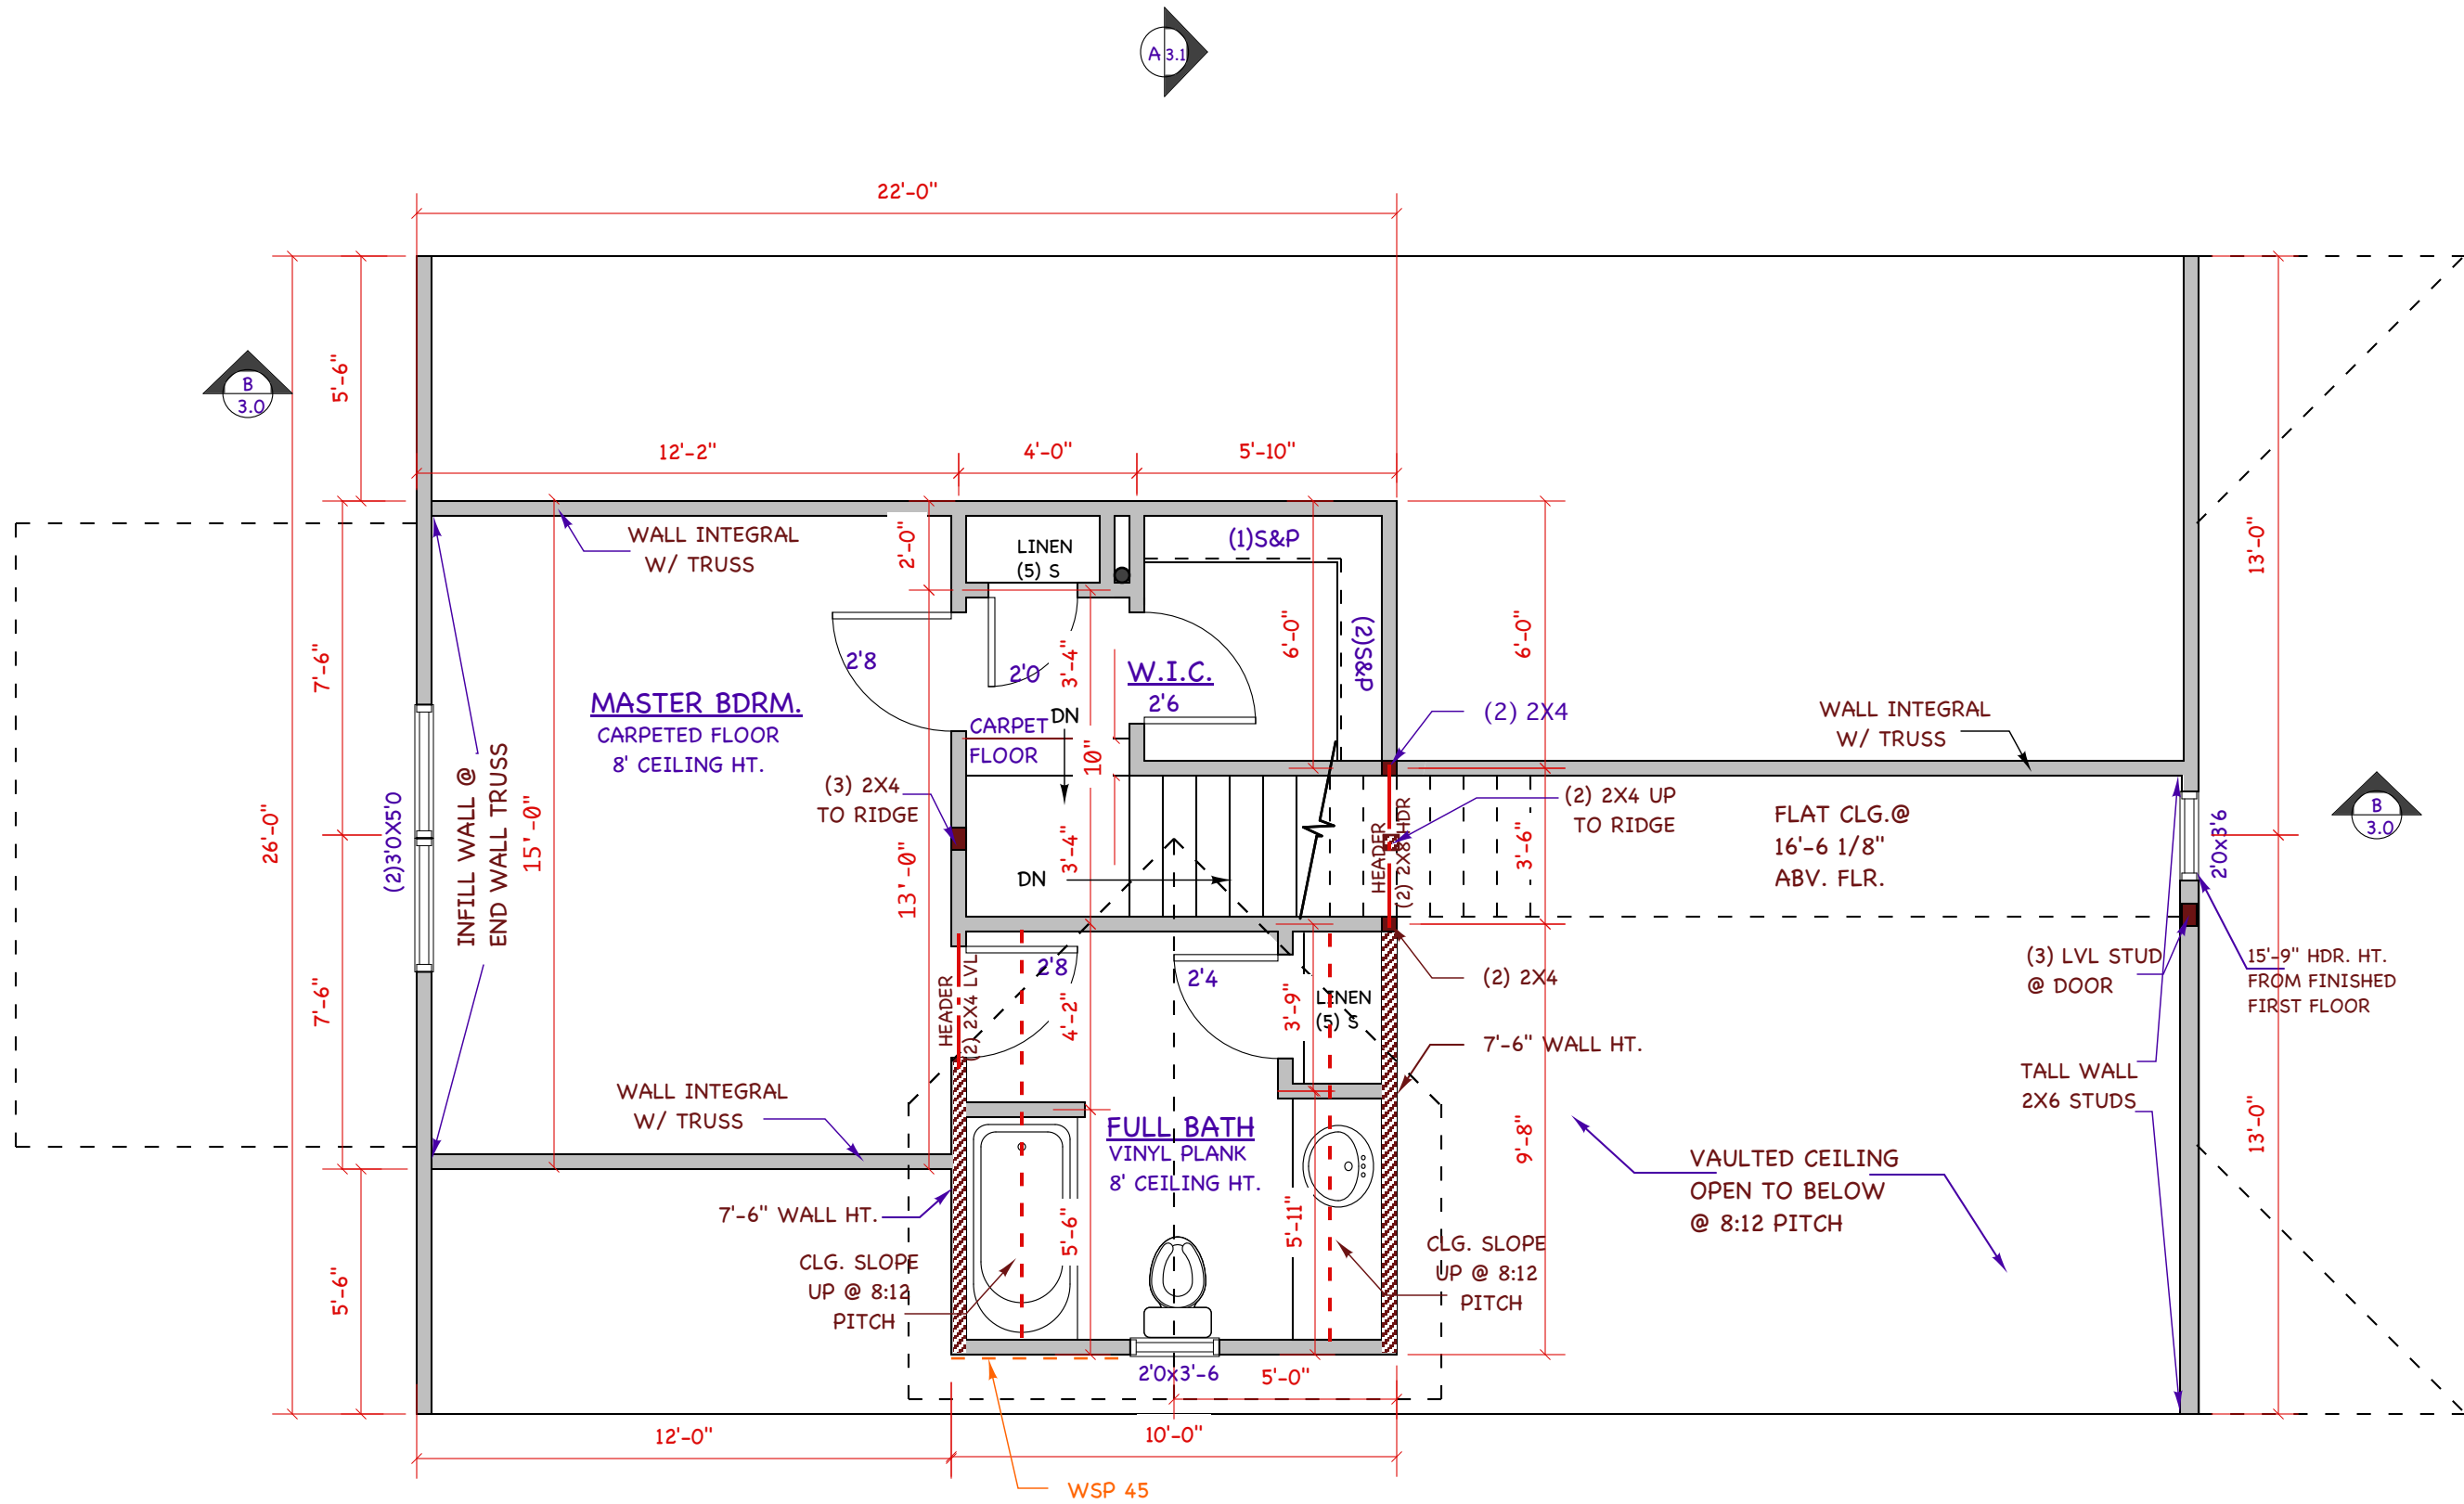 A 3.1
22'-0"
5'-6"
B
3.0
12'-2"
4'-0"
5'-10"
WALL INTEGRAL
W/ TRUSS
2'-0"
LINEN
(5) S
(1)S&P
13'-0"
7'-6"
2'8
2'0
3'-4"
W.I.C.
2'6
6'-0"
(2)S&P
6'-0"
MASTER BDRM.
CARPETED FLOOR
8' CEILING HT.
CARPET
FLOOR
DN
10"
(2) 2X4
WALL INTEGRAL
W/ TRUSS
(3) 2X4
TO RIDGE
26'-0"
(2)3'0X5'0
INFILL WALL @
END WALL TRUSS
15'-0"
13'-0"
3'-4"
DN
HEADER
(2) 2X8 HDR
(2) 2X4 UP
TO RIDGE
3'-6"
FLAT CLG.@
16'-6 1/8"
ABV. FLR.
2'0x3'6
B
3.0
7'-6"
HEADER
(2) 2X4 LVL
2'8
4'-2"
2'4
3'-9"
LINEN
(5) S
(2) 2X4
7'-6" WALL HT.
(3) LVL STUD
@ DOOR
15'-9" HDR. HT.
FROM FINISHED
FIRST FLOOR
WALL INTEGRAL
W/ TRUSS
FULL BATH
VINYL PLANK
8' CEILING HT.
9'-8"
TALL WALL
2X6 STUDS
13'-0"
VAULTED CEILING
OPEN TO BELOW
@ 8:12 PITCH
7'-6" WALL HT.
5'-6"
5'-11"
5'-6"
CLG. SLOPE
UP @ 8:12
PITCH
CLG. SLOPE
UP @ 8:12
PITCH
2'0x3'-6
5'-0"
12'-0"
10'-0"
WSP 45